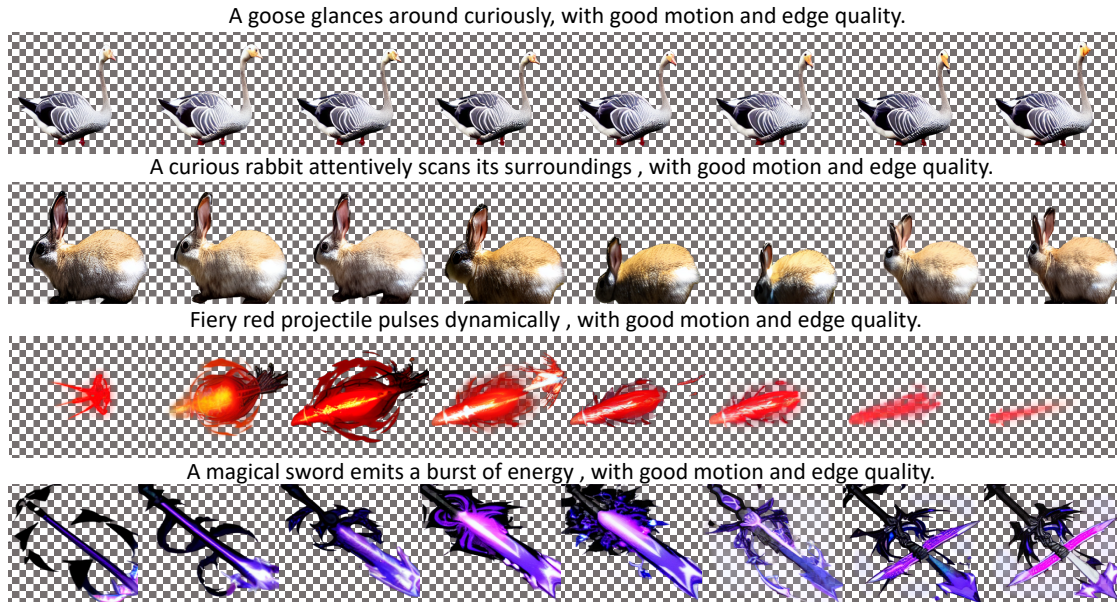 A goose glances around curiously, with good motion and edge quality.
A curious rabbit attentively scans its surroundings , with good motion and edge quality.
Fiery red projectile pulses dynamically , with good motion and edge quality.
A magical sword emits a burst of energy , with good motion and edge quality.